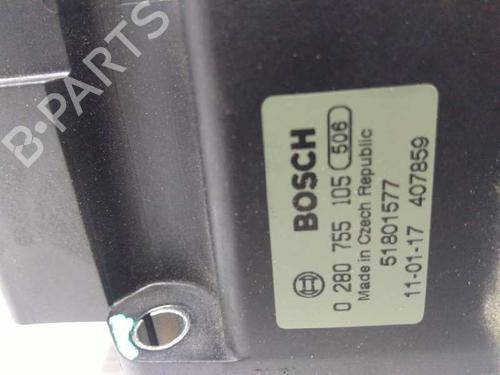 B-PARTS
BOSCH
0 280 755 105 506
Made in Czech Republic
51801577
11-01-17 407859